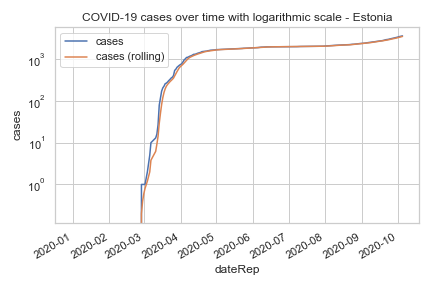 COVID-19 cases over time with logarithmic scale - Estonia
cases
cases (rolling)
10³
10²
10¹
10⁰
cases
2020-01
2020-02
2020-03
2020-04
2020-05
2020-06
2020-07
2020-08
2020-09
2020-10
dateRep